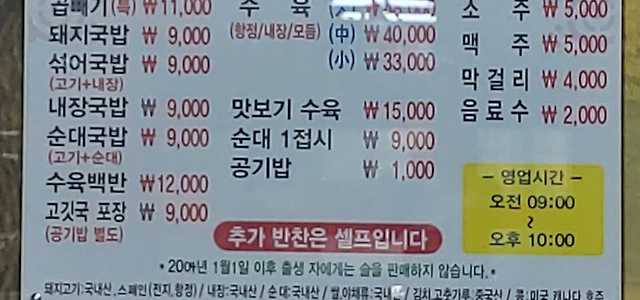 곱빼기(특) ₩11,000
돼지국밥 ₩ 9,000
섞어국밥 ₩ 9,000
(고기+내장)
내장국밥 ₩ 9,000
순대국밥 ₩ 9,000
(고기+순대)
수육백반 ₩12,000
고깃국 포장 ₩ 9,000
(공기밥 별도)
수 육
(항정/내장/모듬) (中) ₩ 40,000
(小) ₩ 33,000
맛보기 수육 ₩15,000
순대 1접시 ₩ 9,000
공기밥 ₩ 1,000
소 주 ₩ 5,000
맥 주 ₩ 5,000
막걸리 ₩ 4,000
음료수 ₩ 2,000
– 영업시간 –
오전 09:00
~
오후 10:00
추가 반찬은 셀프입니다
* 20 년 1월1일 이후 출생 자에게는 술을 판매하지 않습니다. *
돼지고기:국내산, 스페인(전지,항정) / 내장:국내산 / 순대:국내산 / 쌀,야채류:국내산 / 김치,고춧가루,중국산 / 콩:미국,캐나다,호주